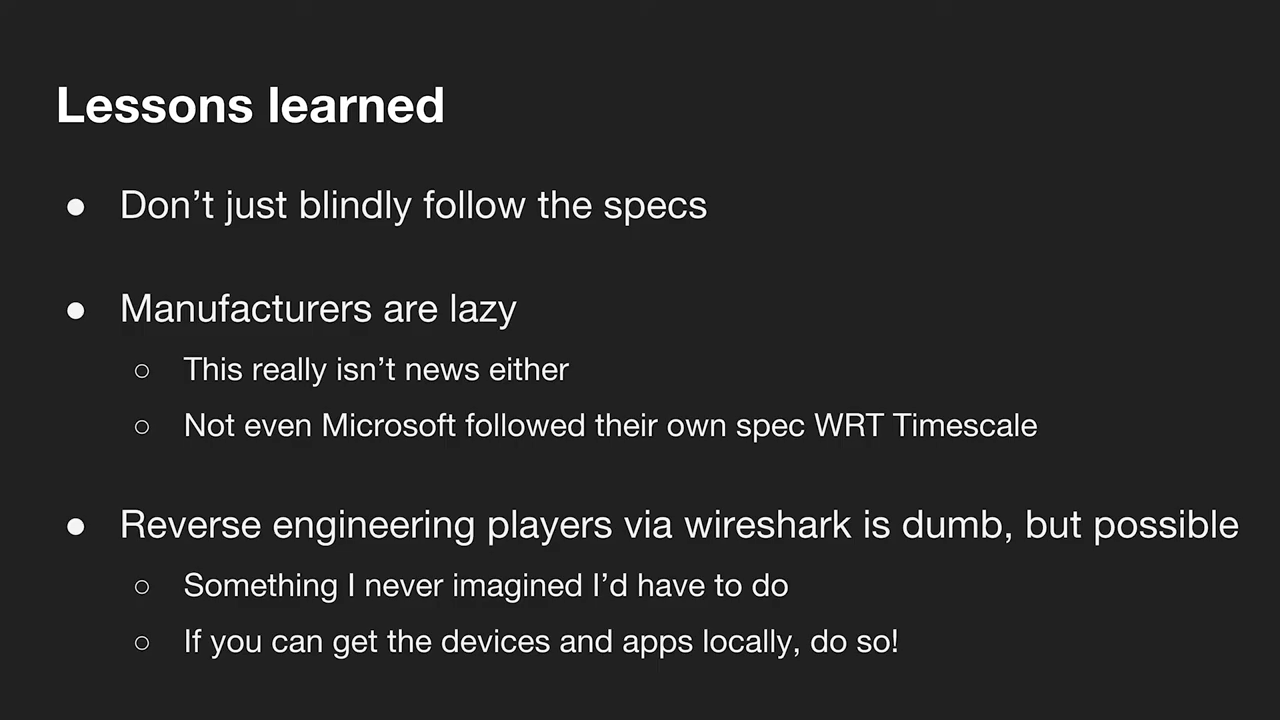 Lessons learned
● Don’t just blindly follow the specs
● Manufacturers are lazy
○ This really isn’t news either
○ Not even Microsoft followed their own spec WRT Timescale
● Reverse engineering players via wireshark is dumb, but possible
○ Something I never imagined I’d have to do
○ If you can get the devices and apps locally, do so!